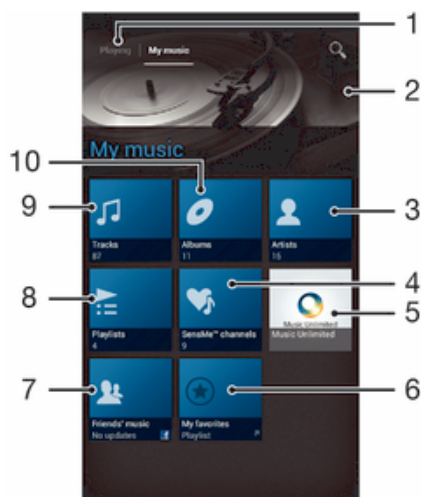 1
Playing | My music
2
10
My music
9
3
Tracks
87
Albums
11
Artists
15
8
4
5
Playlists
4
SensMe™ channels
9
Music Unlimited
Music Unlimited
7
6
Friends' music
No updates
f
My favorites
Playlist